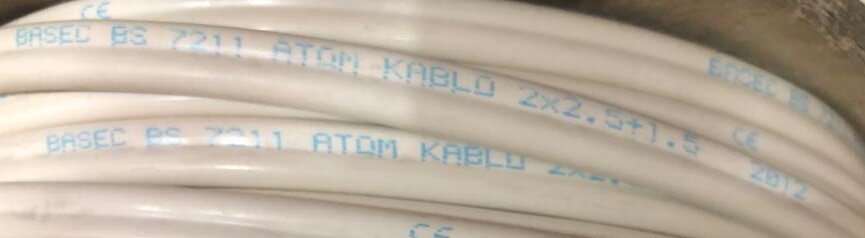 CE
BASEC BS 7211 ATOM KABLO 2x2.5+1.5
BASEC BS
CE 2012
BASEC BS 7211 ATOM KABLO
CE